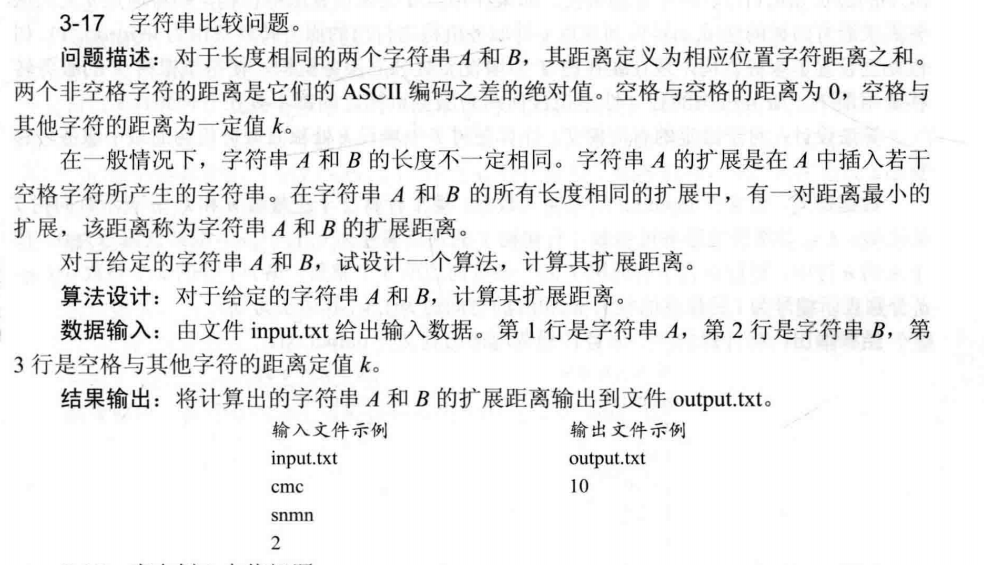 3-17 字符串比较问题。
问题描述：对于长度相同的两个字符串 A 和 B，其距离定义为相应位置字符距离之和。
两个非空格字符的距离是它们的 ASCII 编码之差的绝对值。空格与空格的距离为 0，空格与
其他字符的距离为一定值 k。
在一般情况下，字符串 A 和 B 的长度不一定相同。字符串 A 的扩展是在 A 中插入若干
空格字符所产生的字符串。在字符串 A 和 B 的所有长度相同的扩展中，有一对距离最小的
扩展，该距离称为字符串 A 和 B 的扩展距离。
对于给定的字符串 A 和 B，试设计一个算法，计算其扩展距离。
算法设计：对于给定的字符串 A 和 B，计算其扩展距离。
数据输入：由文件 input.txt 给出输入数据。第 1 行是字符串 A，第 2 行是字符串 B，第
3 行是空格与其他字符的距离定值 k。
结果输出：将计算出的字符串 A 和 B 的扩展距离输出到文件 output.txt。
输入文件示例 输出文件示例
input.txt output.txt
cmc 10
snmn
2